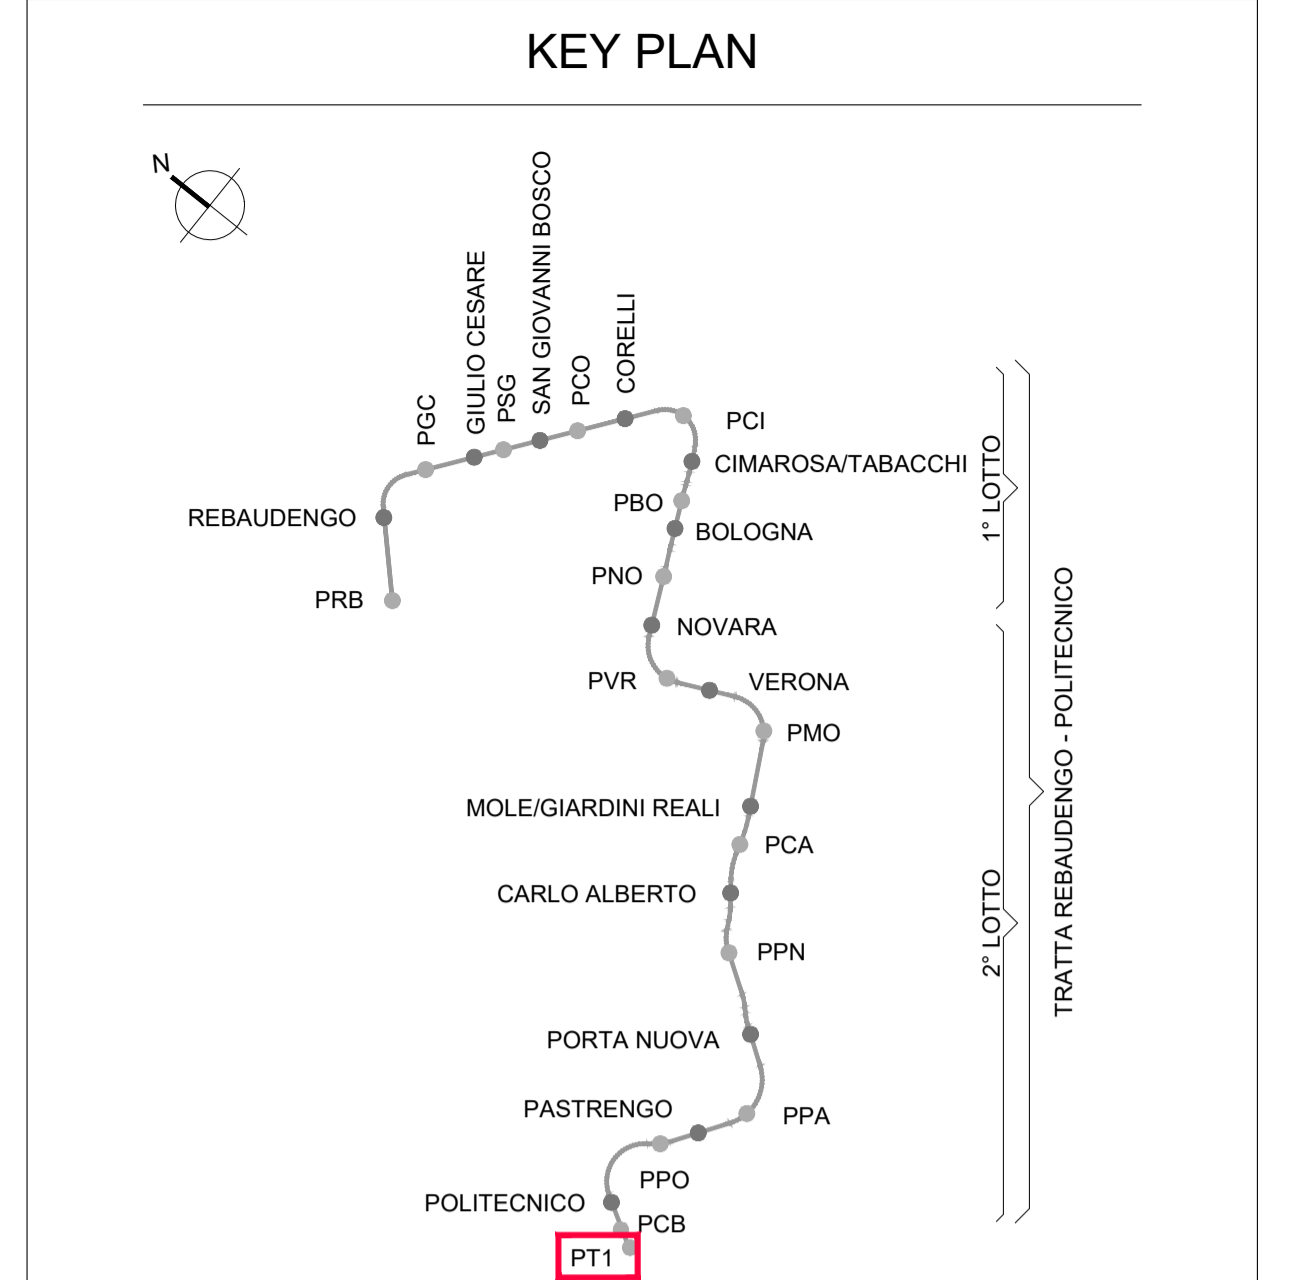 KEY PLAN
N
SAN GIOVANNI BOSCO
GIULIO CESARE
CORELLI
PCO
PSG
PGC
PCI
CIMAROSA/TABACCHI
PBO
REBAUDENGO
BOLOGNA
1° LOTTO
PNO
PRB
NOVARA
PVR
VERONA
PMO
TRATTA REBAUDENGO - POLITECNICO
MOLE/GIARDINI REALI
PCA
CARLO ALBERTO
2° LOTTO
PPN
PORTA NUOVA
PASTRENGO
PPA
PPO
POLITECNICO
PCB
PT1